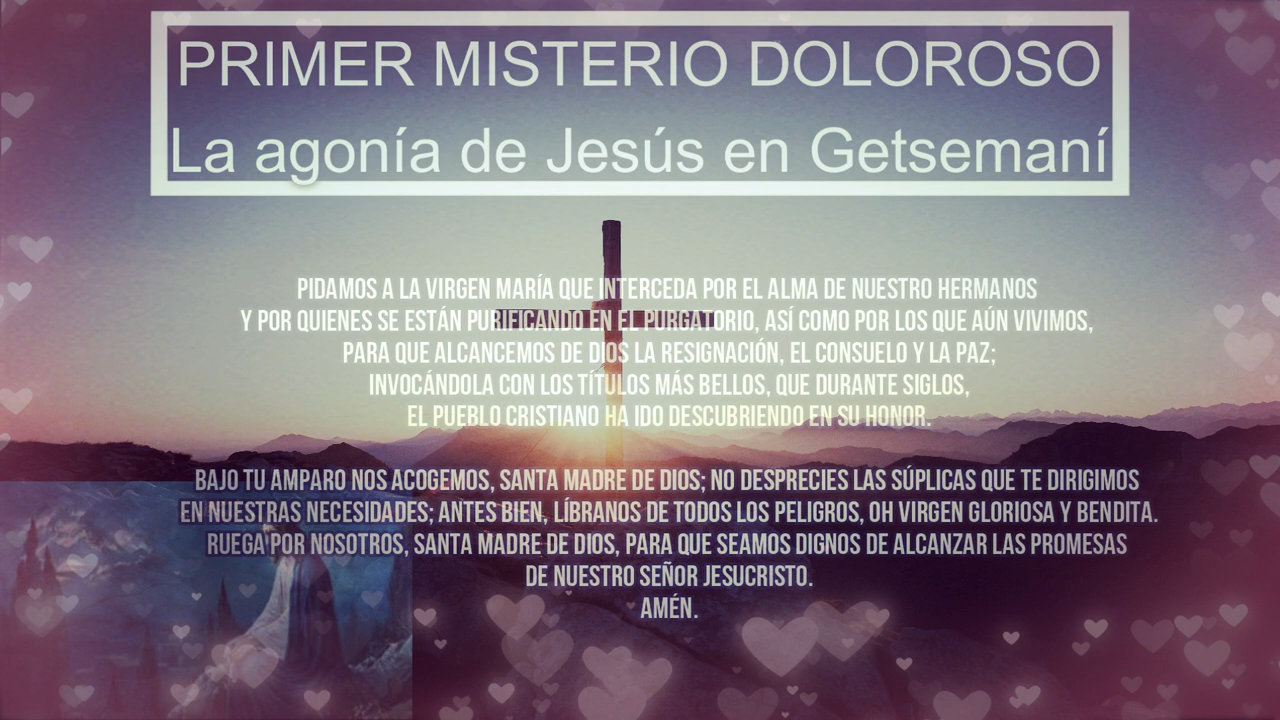 PRIMER MISTERIO DOLOROSO
La agonía de Jesús en Getsemaní
PIDAMOS A LA VIRGEN MARÍA QUE INTERCEDA POR EL ALMA DE NUESTRO HERMANOS
Y POR QUIENES SE ESTÁN PURIFICANDO EN EL PURGATORIO, ASÍ COMO POR LOS QUE AÚN VIVIMOS,
PARA QUE ALCANCEMOS DE DIOS LA RESIGNACIÓN, EL CONSUELO Y LA PAZ;
INVOCÁNDOLA CON LOS TÍTULOS MÁS BELLOS, QUE DURANTE SIGLOS,
EL PUEBLO CRISTIANO HA IDO DESCUBRIENDO EN SU HONOR.
BAJO TU AMPARO NOS ACOGEMOS, SANTA MADRE DE DIOS; NO DESPRECIES LAS SÚPLICAS QUE TE DIRIGIMOS
EN NUESTRAS NECESIDADES; ANTES BIEN, LÍBRANOS DE TODOS LOS PELIGROS, OH VIRGEN GLORIOSA Y BENDITA.
RUEGA POR NOSOTROS, SANTA MADRE DE DIOS, PARA QUE SEAMOS DIGNOS DE ALCANZAR LAS PROMESAS
DE NUESTRO SEÑOR JESUCRISTO.
AMÉN.